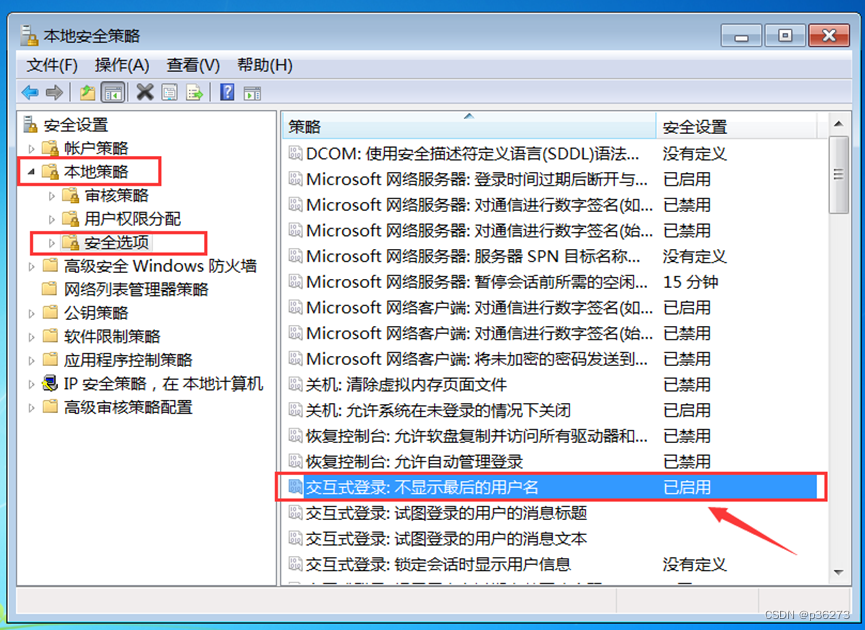 本地安全策略
文件(F) 操作(A) 查看(V) 帮助(H)
安全设置
帐户策略
本地策略
审核策略
用户权限分配
安全选项
高级安全 Windows 防火墙
网络列表管理器策略
公钥策略
软件限制策略
应用程序控制策略
IP 安全策略，在 本地计算机
高级审核策略配置
策略 安全设置
DCOM: 使用安全描述符定义语言(SDDL)语法... 没有定义
Microsoft 网络服务器: 登录时间过期后断开与... 已启用
Microsoft 网络服务器: 对通信进行数字签名(如... 已禁用
Microsoft 网络服务器: 对通信进行数字签名(始... 已禁用
Microsoft 网络服务器: 服务器 SPN 目标名称... 没有定义
Microsoft 网络服务器: 暂停会话前所需的空闲... 15 分钟
Microsoft 网络客户端: 对通信进行数字签名(如... 已启用
Microsoft 网络客户端: 对通信进行数字签名(始... 已禁用
Microsoft 网络客户端: 将未加密的密码发送到... 已禁用
关机: 清除虚拟内存页面文件 已禁用
关机: 允许系统在未登录的情况下关闭 已启用
恢复控制台: 允许软盘复制并访问所有驱动器和... 已禁用
恢复控制台: 允许自动管理登录 已禁用
交互式登录: 不显示最后的用户名 已启用
交互式登录: 试图登录的用户的消息标题
交互式登录: 试图登录的用户的消息文本
交互式登录: 锁定会话时显示用户信息 没有定义
CSDN @p36273